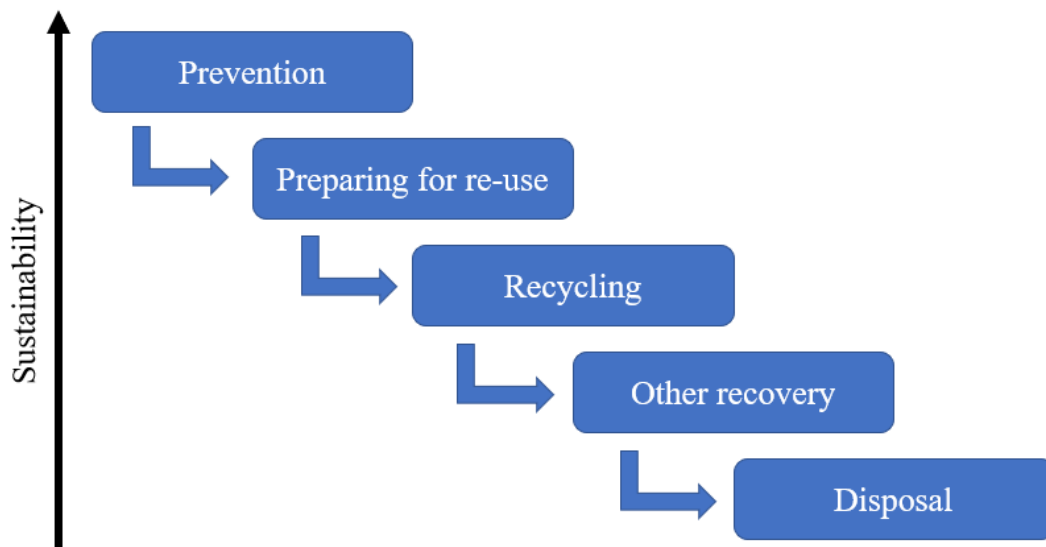 Prevention
Preparing for re-use
Recycling
Other recovery
Disposal
Sustainability